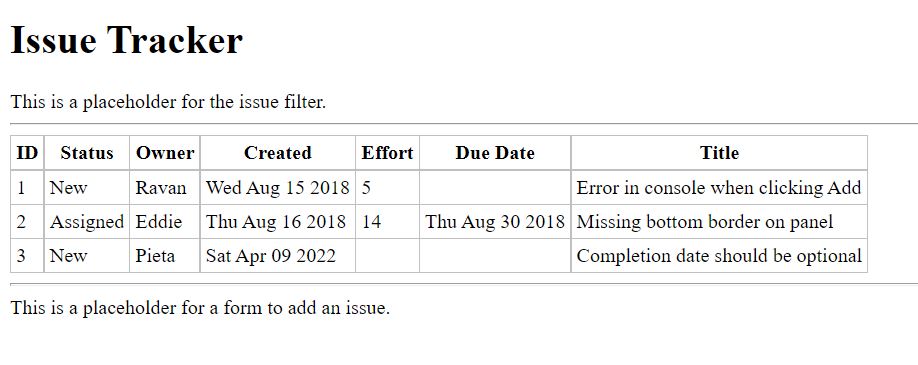 Issue Tracker
This is a placeholder for the issue filter.
ID Status Owner Created Effort Due Date Title
1 New Ravan Wed Aug 15 2018 5 Error in console when clicking Add
2 Assigned Eddie Thu Aug 16 2018 14 Thu Aug 30 2018 Missing bottom border on panel
3 New Pieta Sat Apr 09 2022 Completion date should be optional
This is a placeholder for a form to add an issue.